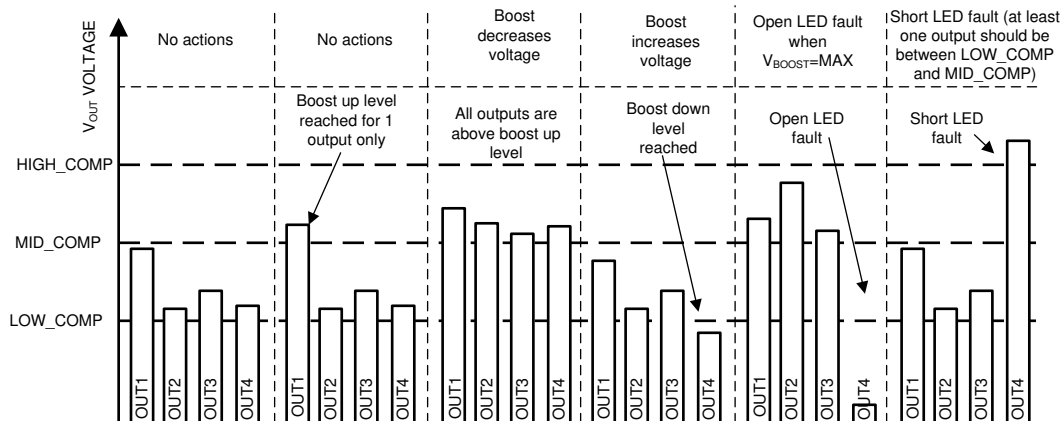 V_OUT VOLTAGE
HIGH_COMP
MID_COMP
LOW_COMP
No actions
OUT1
OUT2
OUT3
OUT4
No actions
Boost up level
reached for 1
output only
OUT1
OUT2
OUT3
OUT4
Boost
decreases
voltage
All outputs are
above boost up
level
OUT1
OUT2
OUT3
OUT4
Boost
increases
voltage
Boost down
level
reached
OUT1
OUT2
OUT3
OUT4
Open LED fault
when
V_BOOST=MAX
Open LED
fault
OUT1
OUT2
OUT3
OUT4
Short LED fault (at least
one output should be
between LOW_COMP
and MID_COMP)
Short LED
fault
OUT1
OUT2
OUT3
OUT4